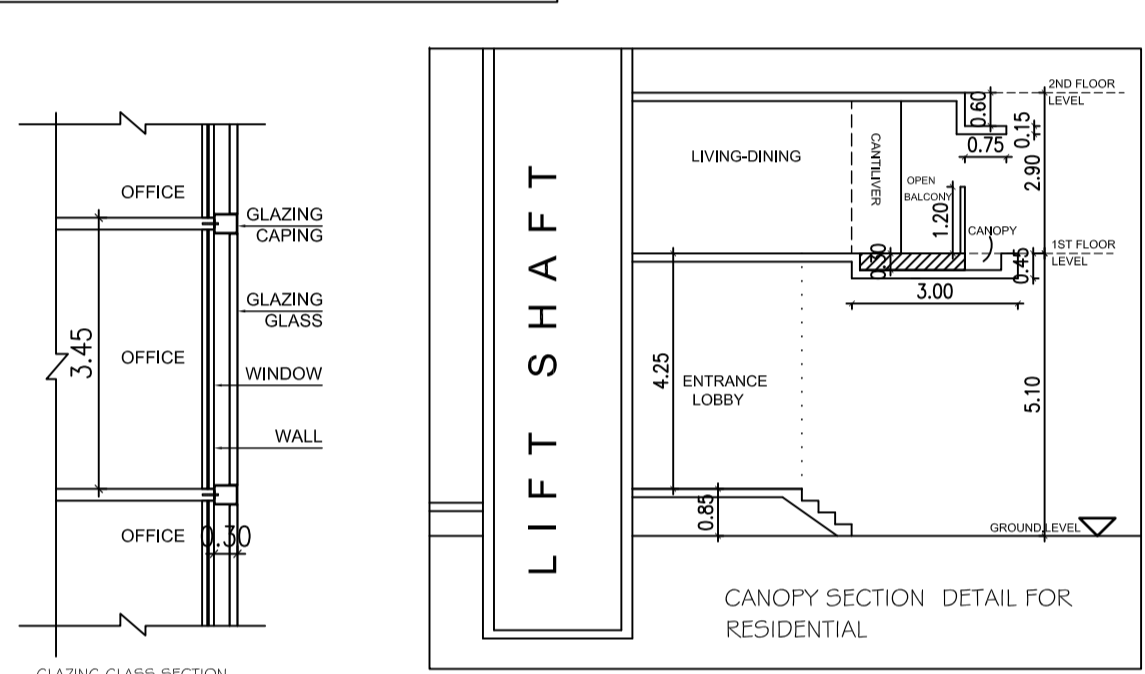 OFFICE
GLAZING
CAPING
GLAZING
GLASS
3.45
OFFICE
WINDOW
WALL
OFFICE
0.30
GLAZING GLASS SECTION
LIFT SHAFT
2ND FLOOR
LEVEL
0.60
0.15
0.75
2.90
LIVING-DINING
CANTILIVER
OPEN
BALCONY
1.20
CANOPY
1ST FLOOR
LEVEL
0.30
0.45
3.00
4.25
ENTRANCE
LOBBY
5.10
0.85
GROUND LEVEL
CANOPY SECTION DETAIL FOR
RESIDENTIAL